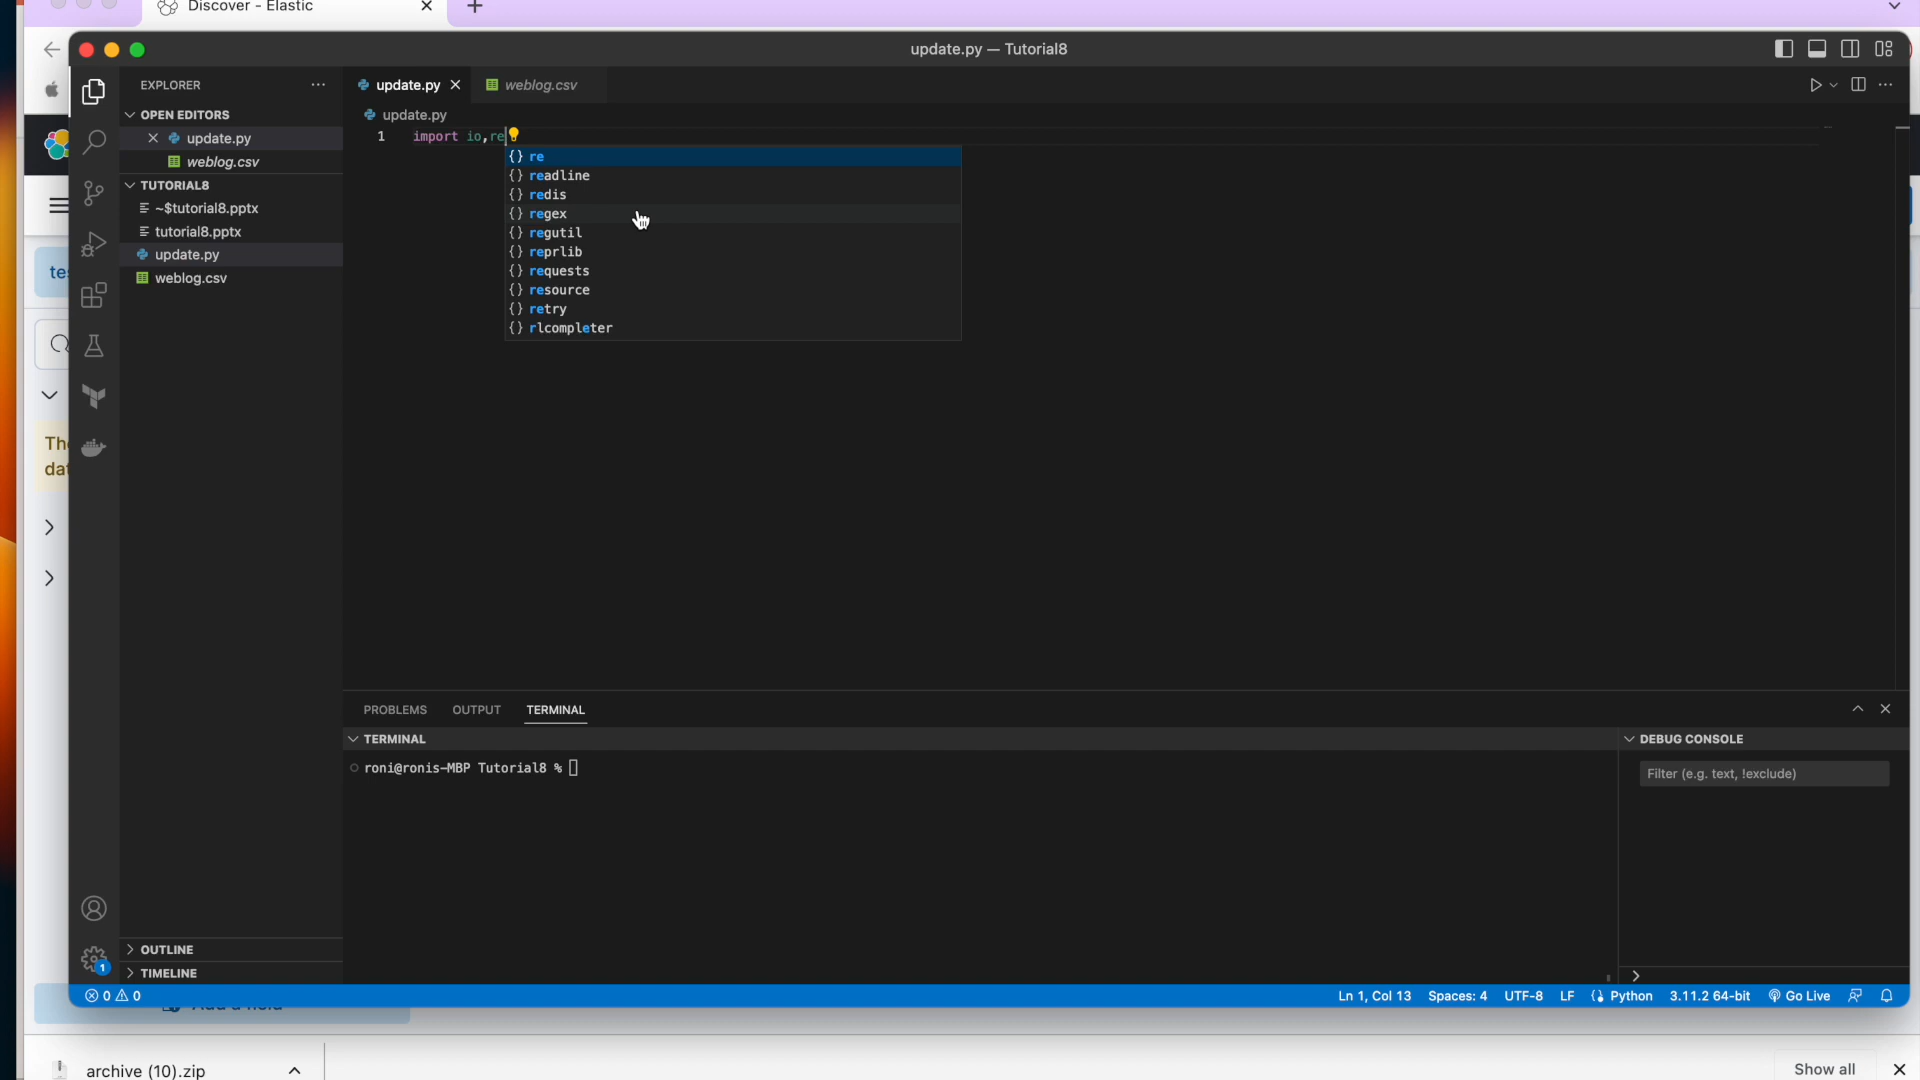 Discover - Elastic
update.py — Tutorial8
EXPLORER
OPEN EDITORS
update.py
weblog.csv
TUTORIAL8
~$tutorial8.pptx
tutorial8.pptx
update.py
weblog.csv
OUTLINE
TIMELINE
update.py
weblog.csv
update.py
1 import io,re
{} re
{} readline
{} redis
{} regex
{} regutil
{} reprlib
{} requests
{} resource
{} retry
{} rlcompleter
PROBLEMS OUTPUT TERMINAL
TERMINAL
roni@ronis-MBP Tutorial8 %
DEBUG CONSOLE
Filter (e.g. text, !exclude)
1
0 0
Ln 1, Col 13 Spaces: 4 UTF-8 LF {} Python 3.11.2 64-bit Go Live
archive (10).zip
Show all